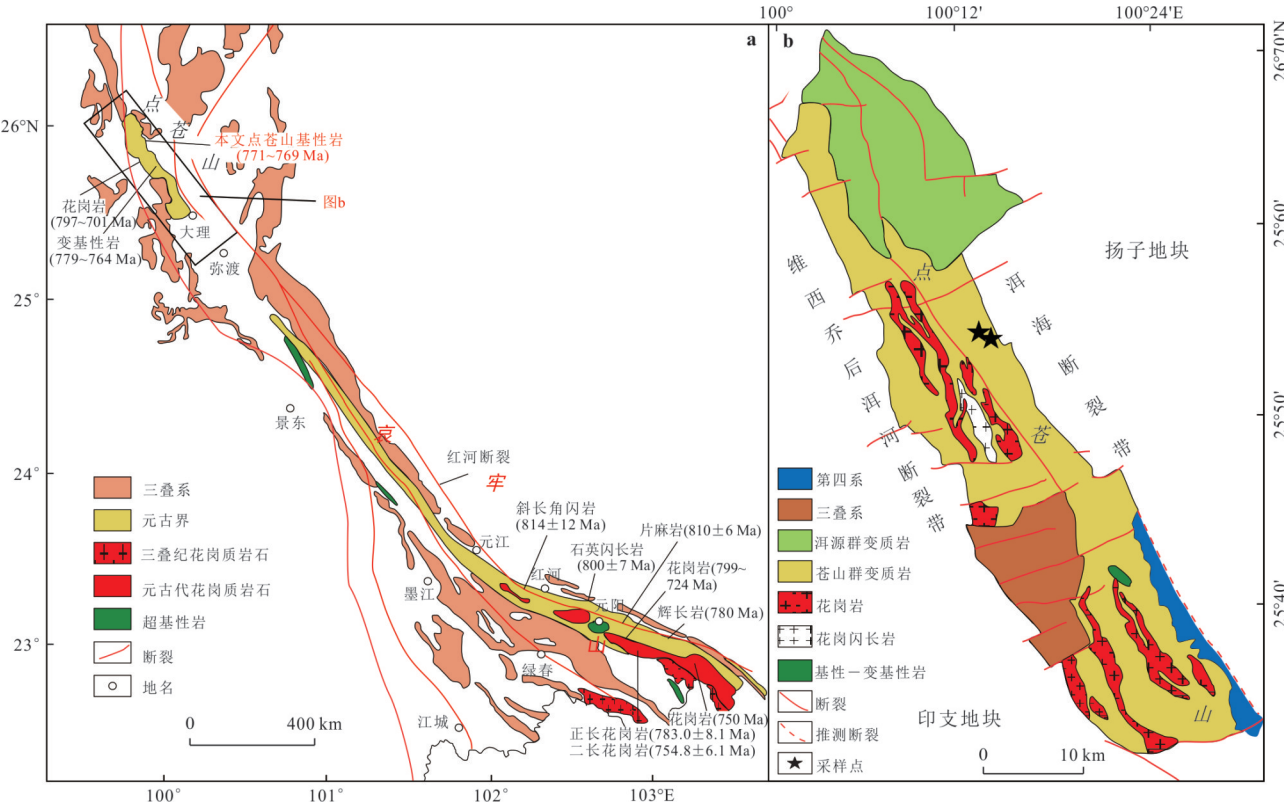 a
26°N
25°
24°
23°
100°
101°
102°
103°E
点
苍
山
本文点苍山基性岩
(771~769 Ma)
图b
花岗岩
(797~701 Ma)
变基性岩
(779~764 Ma)
大理
弥渡
景东
哀
牢
山
红河断裂
元江
墨江
红河
元阳
绿春
江城
斜长角闪岩
(814±12 Ma)
石英闪长岩
(800±7 Ma)
片麻岩(810±6 Ma)
花岗岩(799~
724 Ma)
辉长岩(780 Ma)
花岗岩(750 Ma)
正长花岗岩(783.0±8.1 Ma)
二长花岗岩(754.8±6.1 Ma)
三叠系
元古界
三叠纪花岗质岩石
元古代花岗质岩石
超基性岩
断裂
地名
0 400 km
b
100°
100°12′
100°24′E
26°70′N
25°60′
25°50′
25°40′
扬子地块
印支地块
维西乔后洱河断裂带
洱海断裂带
点
苍
山
第四系
三叠系
洱源群变质岩
苍山群变质岩
花岗岩
花岗闪长岩
基性－变基性岩
断裂
推测断裂
采样点
0 10 km